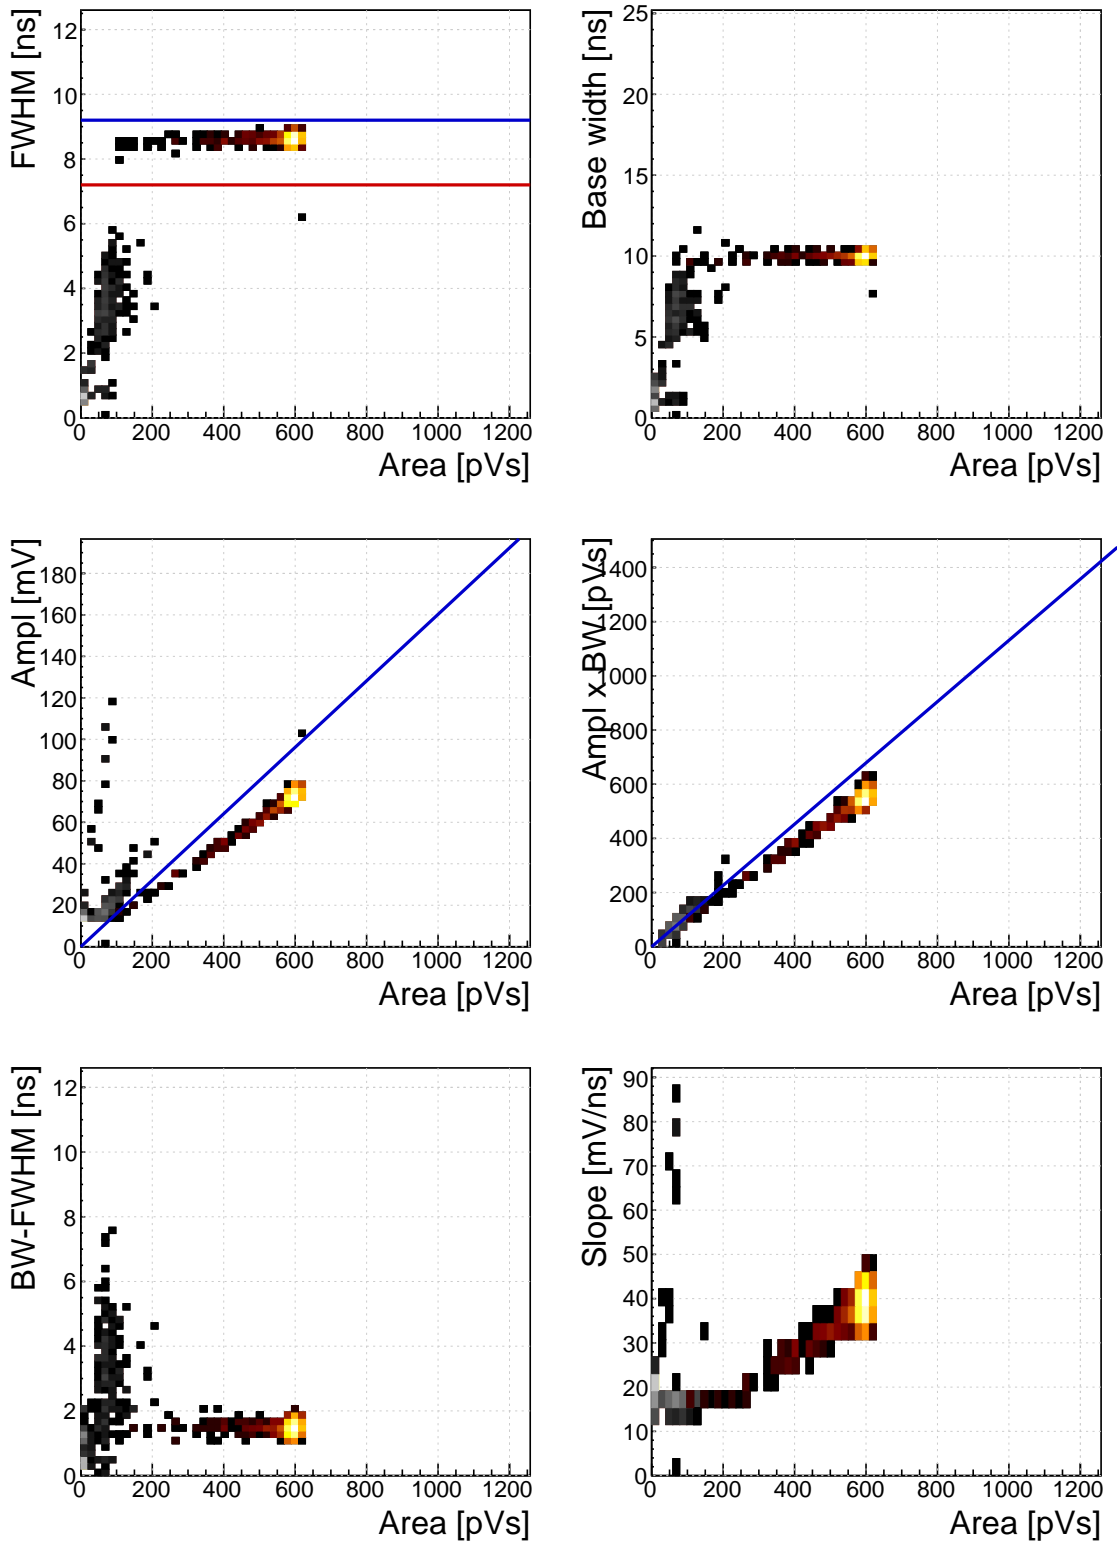 FWHM [ns]
12
10
8
6
4
2
0
0 200 400 600 800 1000 1200
Area [pVs]
Base width [ns]
25
20
15
10
5
0
0 200 400 600 800 1000 1200
Area [pVs]
Ampl [mV]
180
160
140
120
100
80
60
40
20
0
0 200 400 600 800 1000 1200
Area [pVs]
Ampl x BW [pVs]
1400
1200
1000
800
600
400
200
0
0 200 400 600 800 1000 1200
Area [pVs]
BW-FWHM [ns]
12
10
8
6
4
2
0
0 200 400 600 800 1000 1200
Area [pVs]
Slope [mV/ns]
90
80
70
60
50
40
30
20
10
0
0 200 400 600 800 1000 1200
Area [pVs]